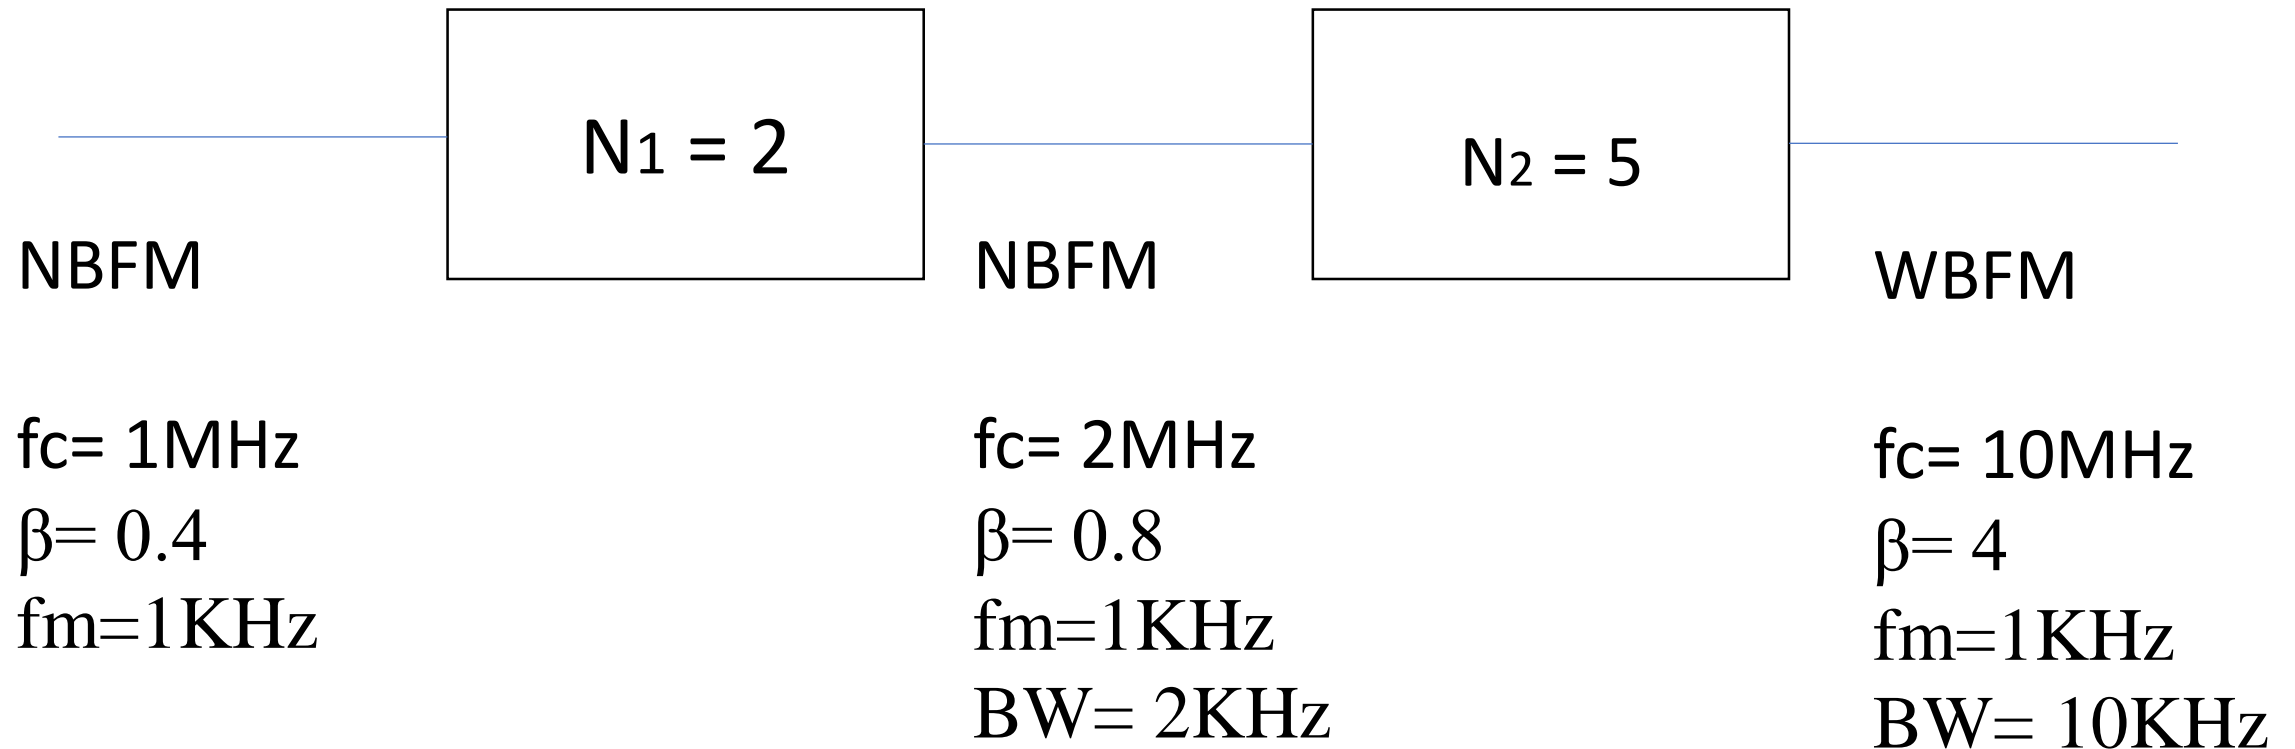 N1 = 2
N2 = 5
NBFM
fc= 1MHz
β= 0.4
fm=1KHz
NBFM
fc= 2MHz
β= 0.8
fm=1KHz
BW= 2KHz
WBFM
fc= 10MHz
β= 4
fm=1KHz
BW= 10KHz